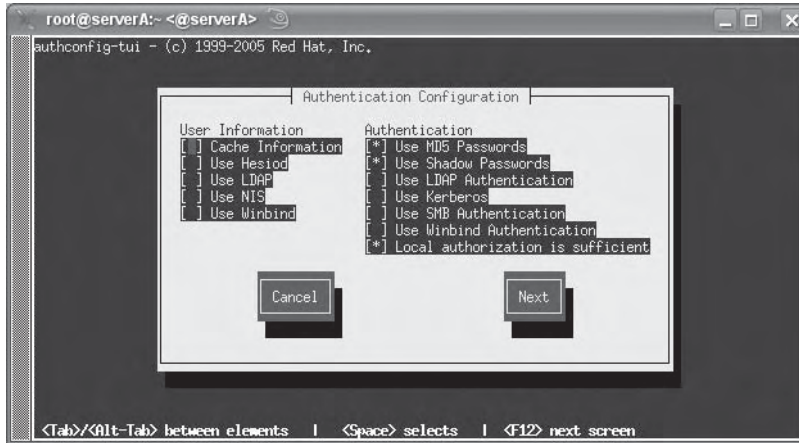 root@serverA:~ <@serverA>
authconfig-tui - (c) 1999-2005 Red Hat, Inc.
Authentication Configuration
User Information
[ ] Cache Information
[ ] Use Hesiod
[ ] Use LDAP
[ ] Use NIS
[ ] Use Winbind
Authentication
[*] Use MD5 Passwords
[*] Use Shadow Passwords
[ ] Use LDAP Authentication
[ ] Use Kerberos
[ ] Use SMB Authentication
[ ] Use Winbind Authentication
[*] Local authorization is sufficient
Cancel
Next
<Tab>/<Alt-Tab> between elements | <Space> selects | <F12> next screen